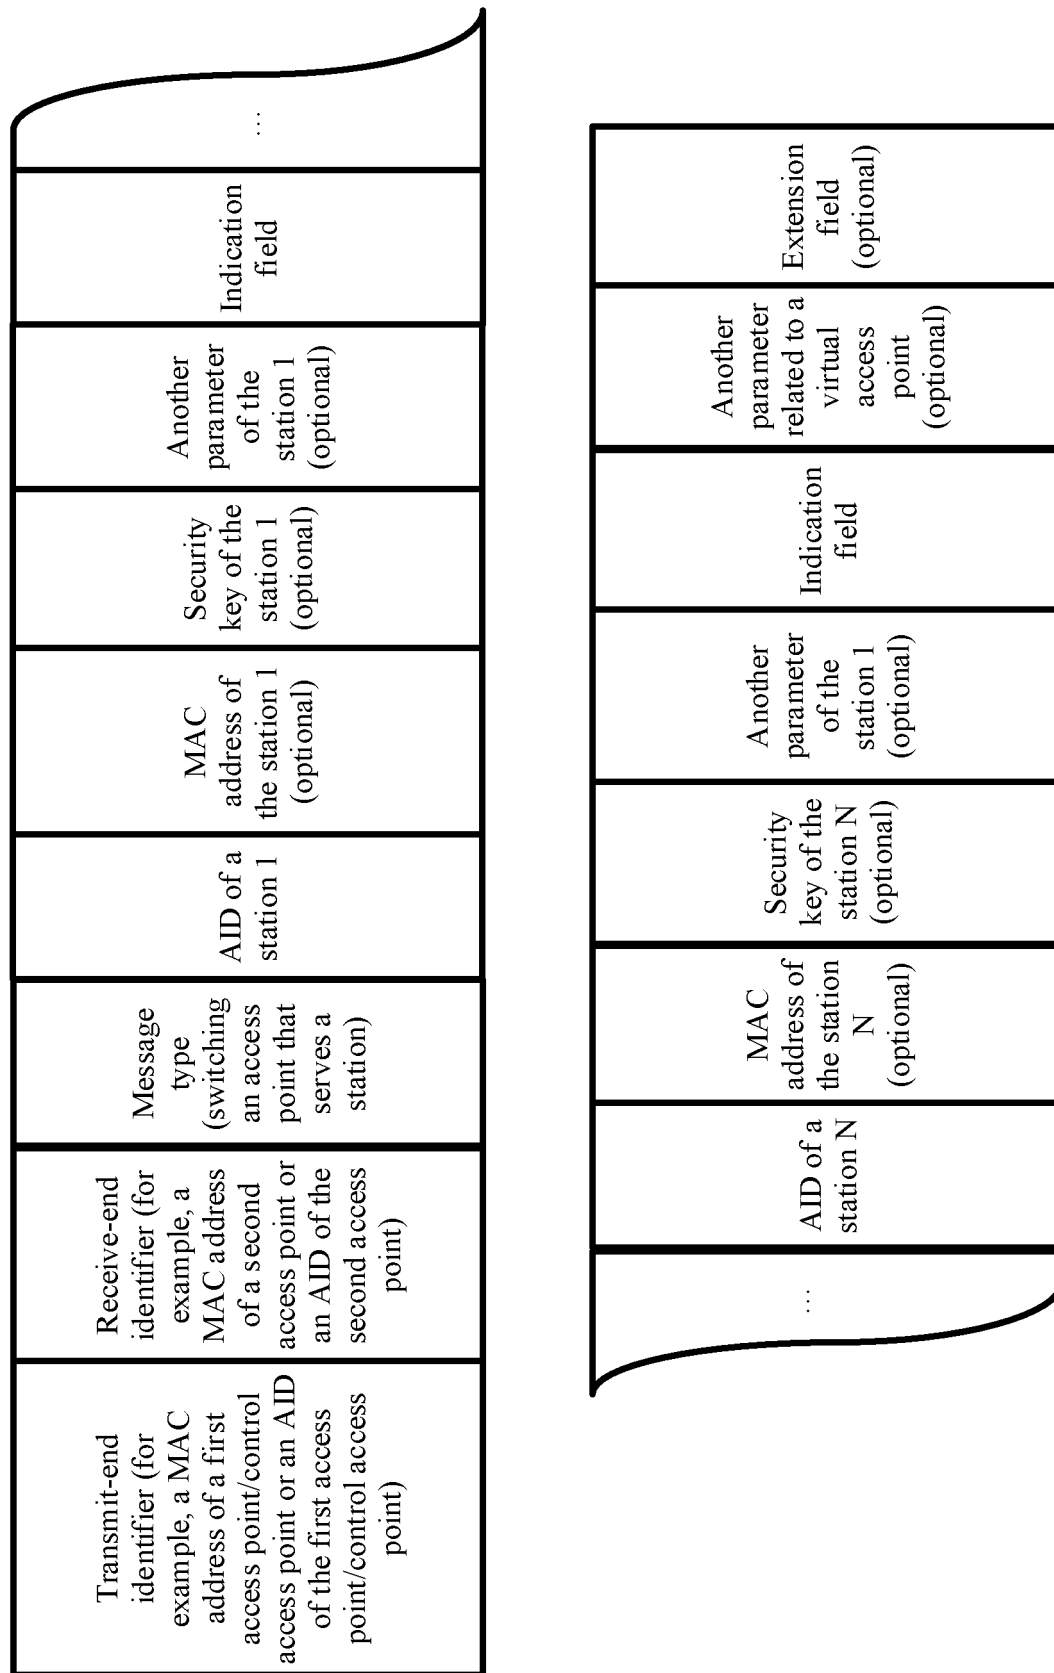 Transmit-end
identifier (for
example, a MAC
address of a first
access point/control
access point or an AID
of the first access
point/control access
point)
Receive-end
identifier (for
example, a
MAC address
of a second
access point or
an AID of the
second access
point)
Message
type
(switching
an access
point that
serves a
station)
AID of a
station 1
MAC
address of
the station 1
(optional)
Security
key of the
station 1
(optional)
Another
parameter
of the
station 1
(optional)
Indication
field
...
...
AID of a
station N
MAC
address of
the station
N
(optional)
Security
key of the
station N
(optional)
Another
parameter
of the
station 1
(optional)
Indication
field
Another
parameter
related to a
virtual
access
point
(optional)
Extension
field
(optional)